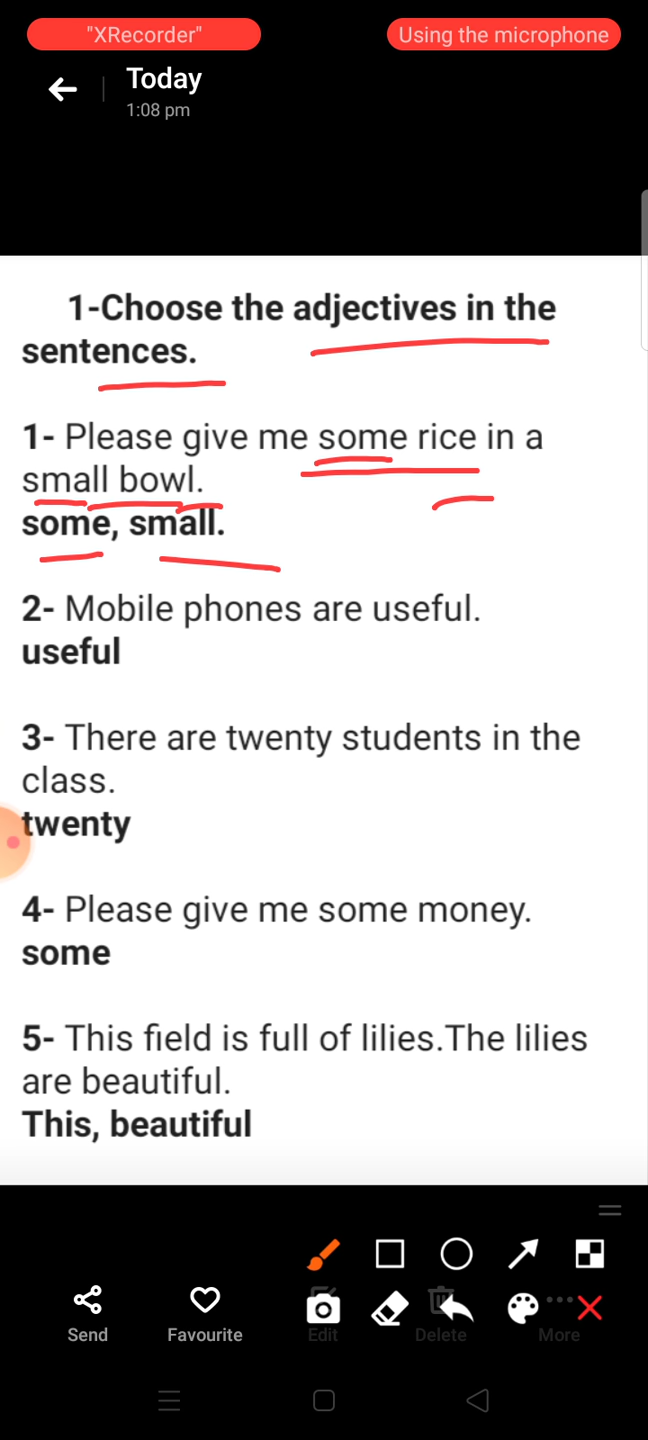 "XRecorder"
Using the microphone
Today
1:08 pm
1-Choose the adjectives in the
sentences.
1- Please give me some rice in a
small bowl.
some, small.
2- Mobile phones are useful.
useful
3- There are twenty students in the
class.
twenty
4- Please give me some money.
some
5- This field is full of lilies.The lilies
are beautiful.
This, beautiful
Send
Favourite
Edit
Delete
More